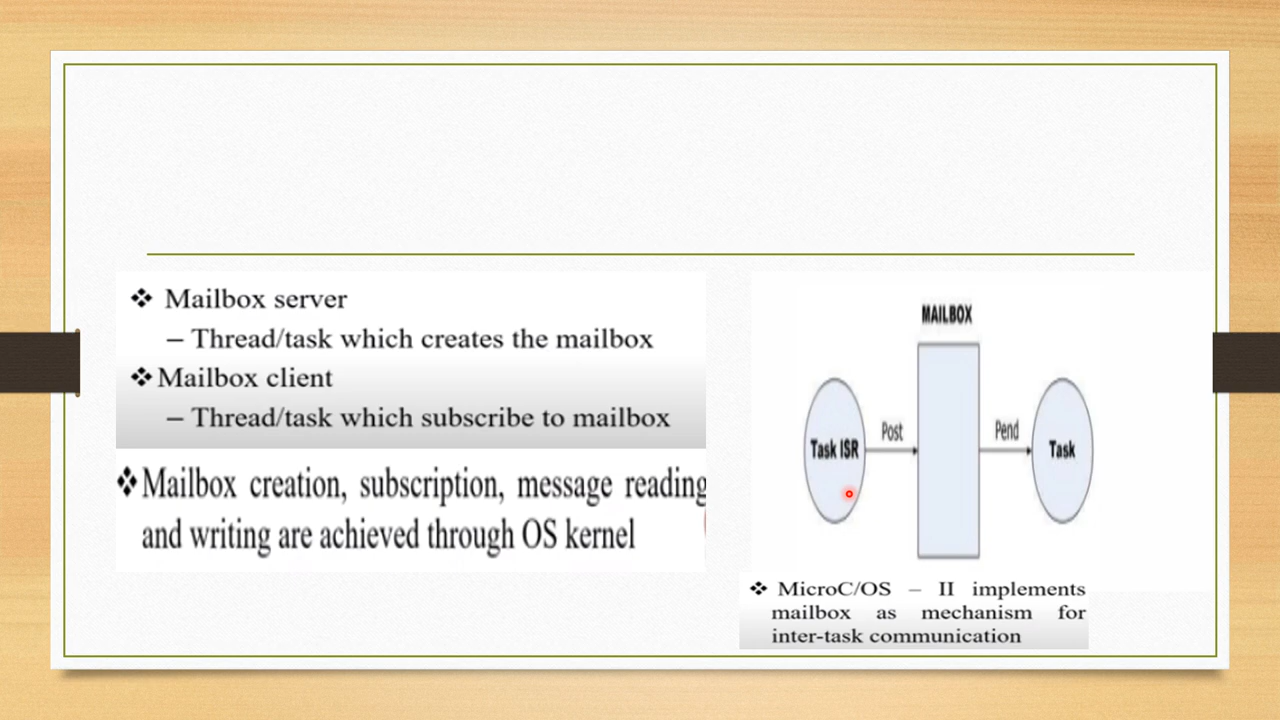 ❖ Mailbox server
– Thread/task which creates the mailbox
❖ Mailbox client
– Thread/task which subscribe to mailbox
❖ Mailbox creation, subscription, message reading
and writing are achieved through OS kernel
MAILBOX
Task ISR
Post
Pend
Task
❖ MicroC/OS – II implements
mailbox as mechanism for
inter-task communication